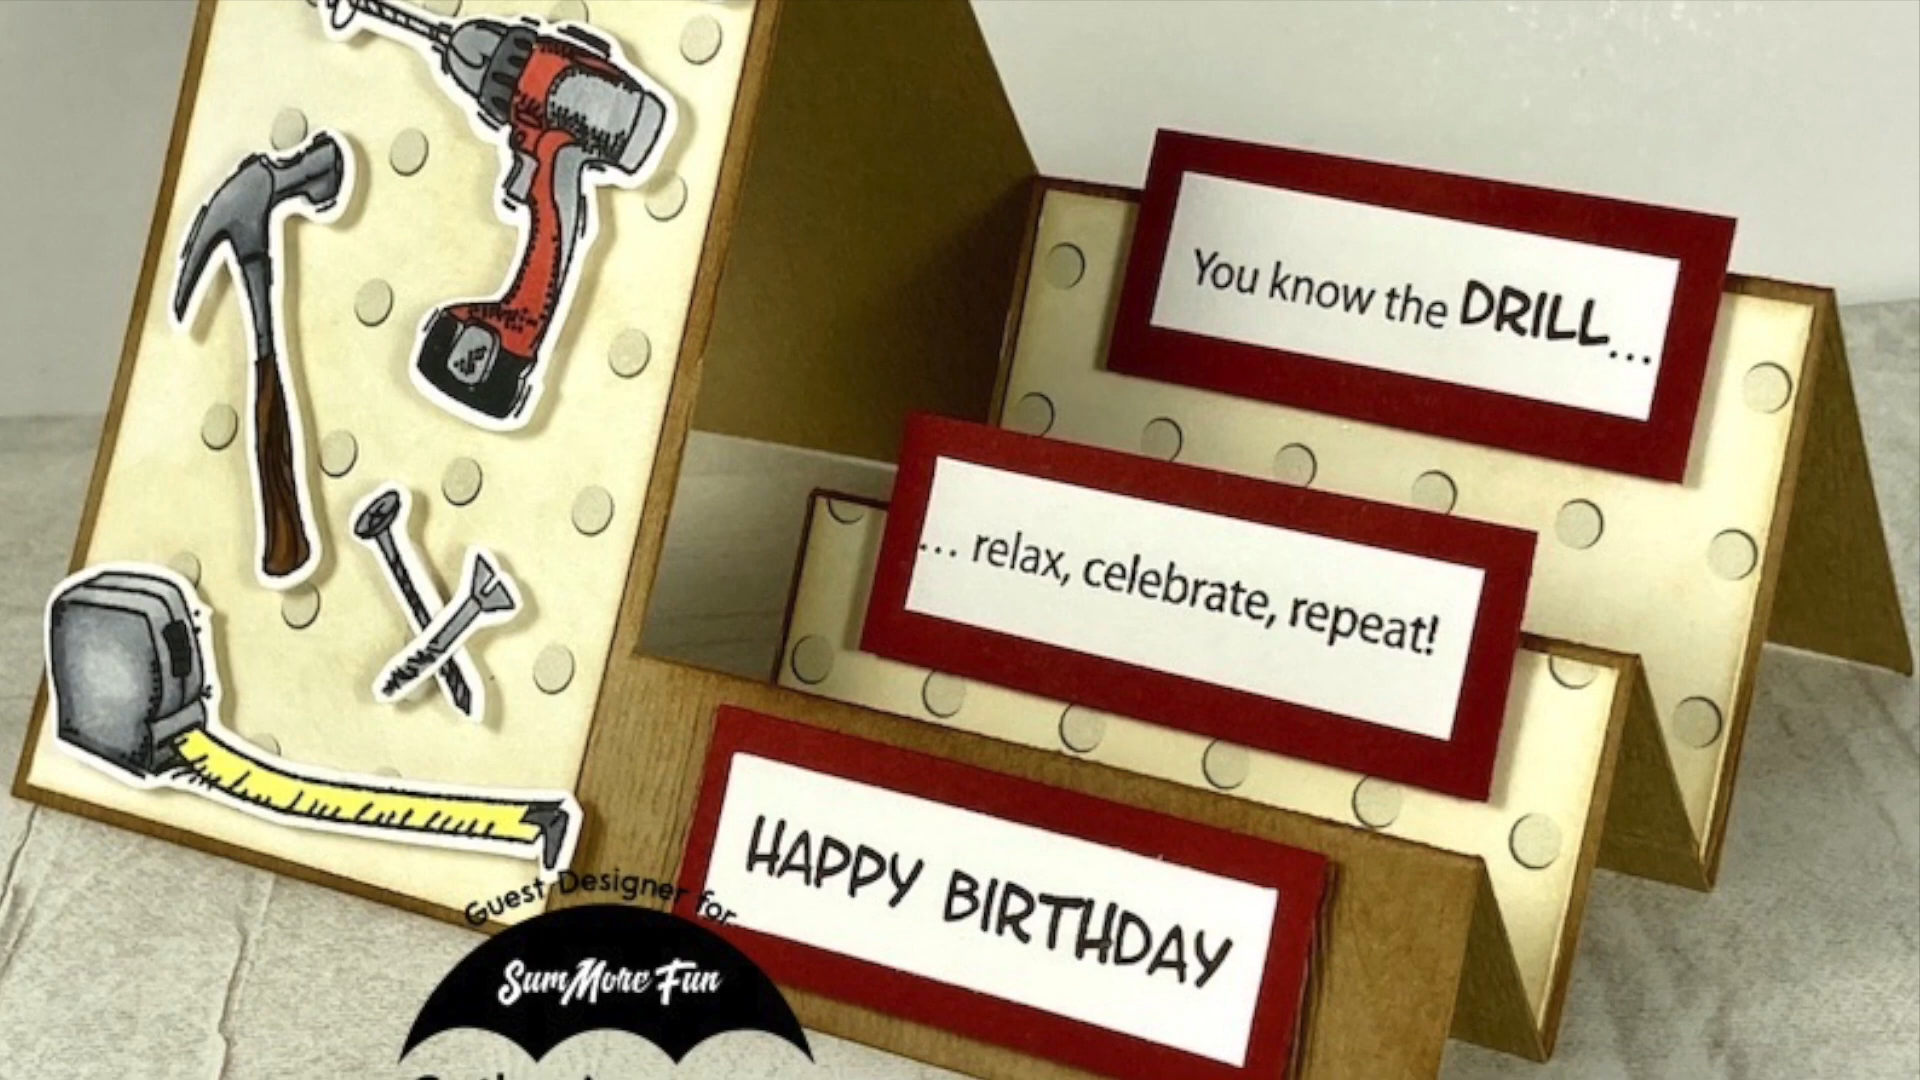 You know the DRILL...
... relax, celebrate, repeat!
HAPPY BIRTHDAY
Guest Designer for...
SumMore Fun